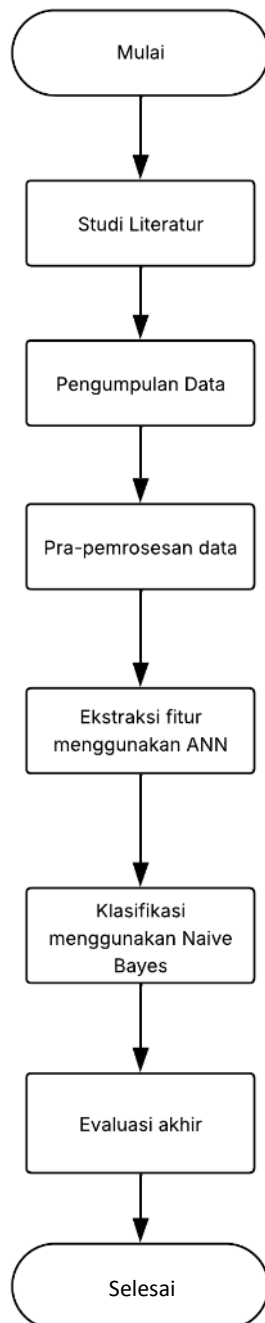 Mulai
Studi Literatur
Pengumpulan Data
Pra-pemrosesan data
Ekstraksi fitur
menggunakan ANN
Klasifikasi
menggunakan Naive
Bayes
Evaluasi akhir
Selesai